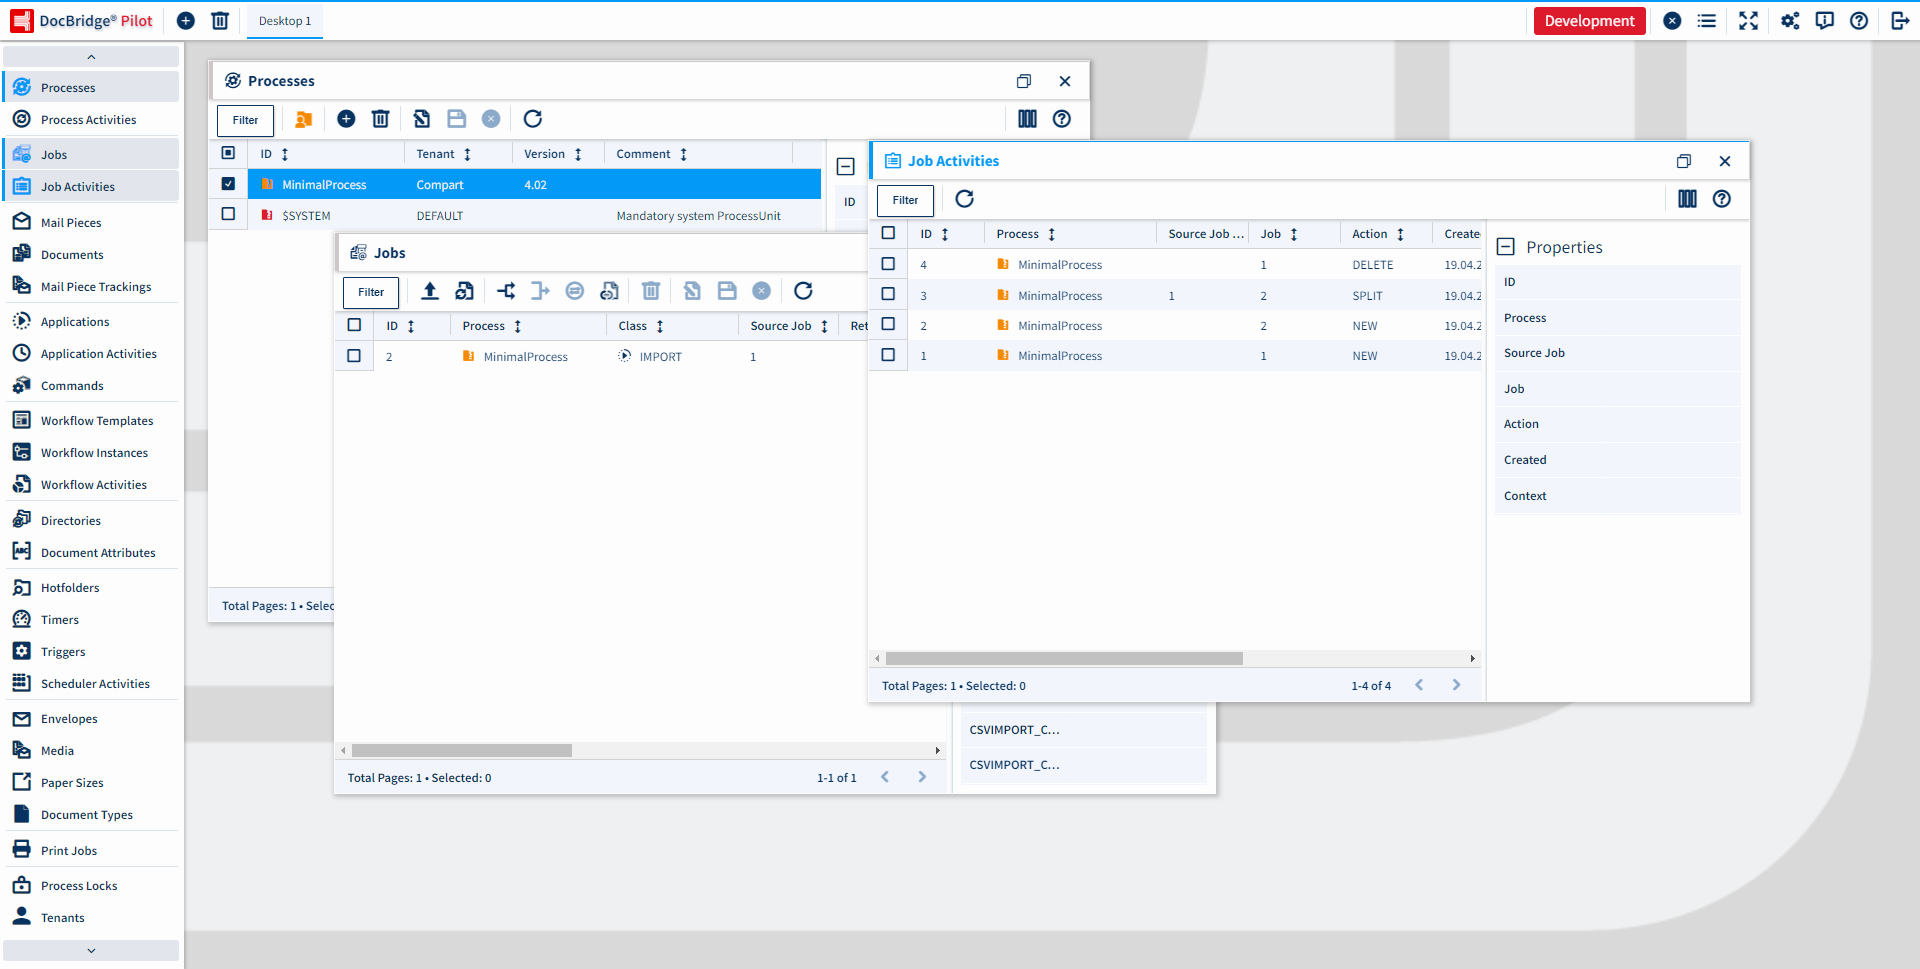 DocBridge® Pilot
Desktop 1
Development
Processes
Process Activities
Jobs
Job Activities
Mail Pieces
Documents
Mail Piece Trackings
Applications
Application Activities
Commands
Workflow Templates
Workflow Instances
Workflow Activities
Directories
Document Attributes
Hotfolders
Timers
Triggers
Scheduler Activities
Envelopes
Media
Paper Sizes
Document Types
Print Jobs
Process Locks
Tenants
Processes
Filter
ID Tenant Version Comment
MinimalProcess Compart 4.02
$SYSTEM DEFAULT Mandatory system ProcessUnit
ID
Total Pages: 1 • Selec
Jobs
Filter
ID Process Class Source Job Ret
2 MinimalProcess IMPORT 1
Total Pages: 1 • Selected: 0 1-1 of 1
CSVIMPORT_C...
CSVIMPORT_C...
Job Activities
Filter
ID Process Source Job ... Job Action Create
4 MinimalProcess 1 DELETE 19.04.2
3 MinimalProcess 1 2 SPLIT 19.04.2
2 MinimalProcess 2 NEW 19.04.2
1 MinimalProcess 1 NEW 19.04.2
Total Pages: 1 • Selected: 0 1-4 of 4
Properties
ID
Process
Source Job
Job
Action
Created
Context